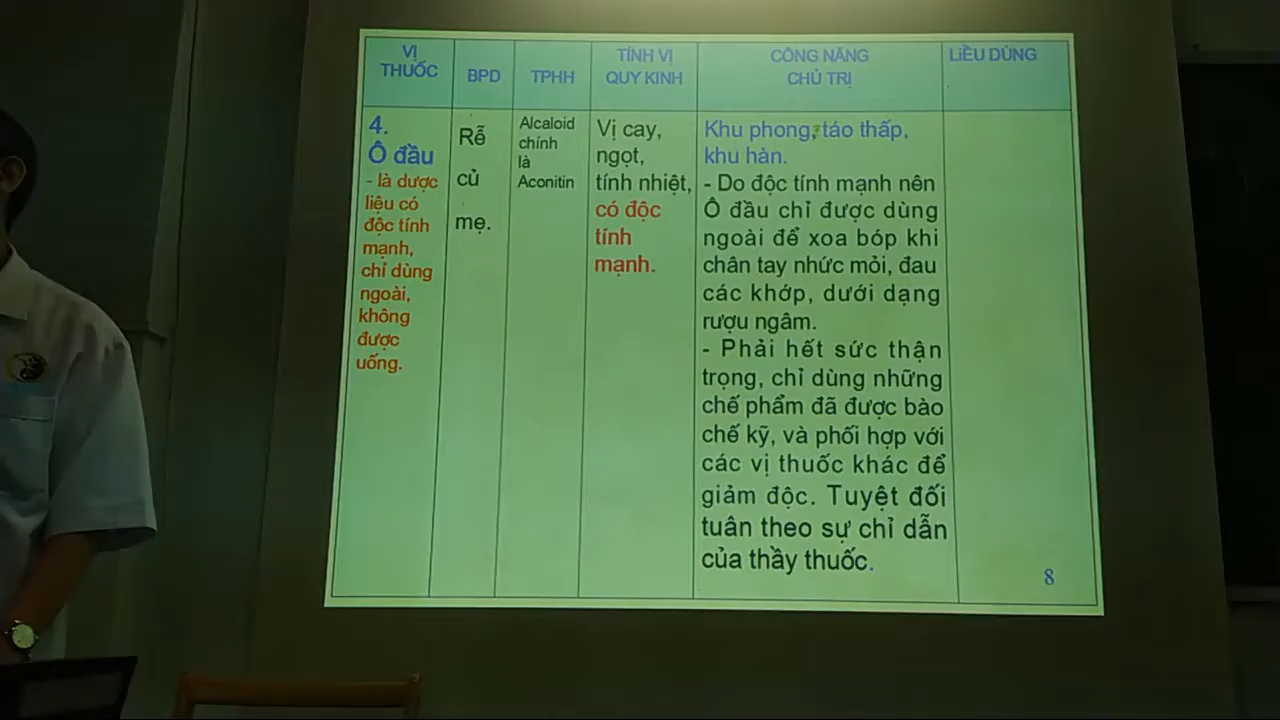 VỊ
THUỐC
BPD
TPHH
TÍNH VỊ
QUY KINH
CÔNG NĂNG
CHỦ TRỊ
LIỀU DÙNG
4.
Ô đầu
- là dược
liệu có
độc tính
mạnh,
chỉ dùng
ngoài,
không
được
uống.
Rễ
củ
mẹ.
Alcaloid
chính
là
Aconitin
Vị cay,
ngọt,
tính nhiệt,
có độc
tính
mạnh.
Khu phong, táo thấp,
khu hàn.
- Do độc tính mạnh nên
Ô đầu chỉ được dùng
ngoài để xoa bóp khi
chân tay nhức mỏi, đau
các khớp, dưới dạng
rượu ngâm.
- Phải hết sức thận
trọng, chỉ dùng những
chế phẩm đã được bào
chế kỹ, và phối hợp với
các vị thuốc khác để
giảm độc. Tuyệt đối
tuân theo sự chỉ dẫn
của thầy thuốc.
8